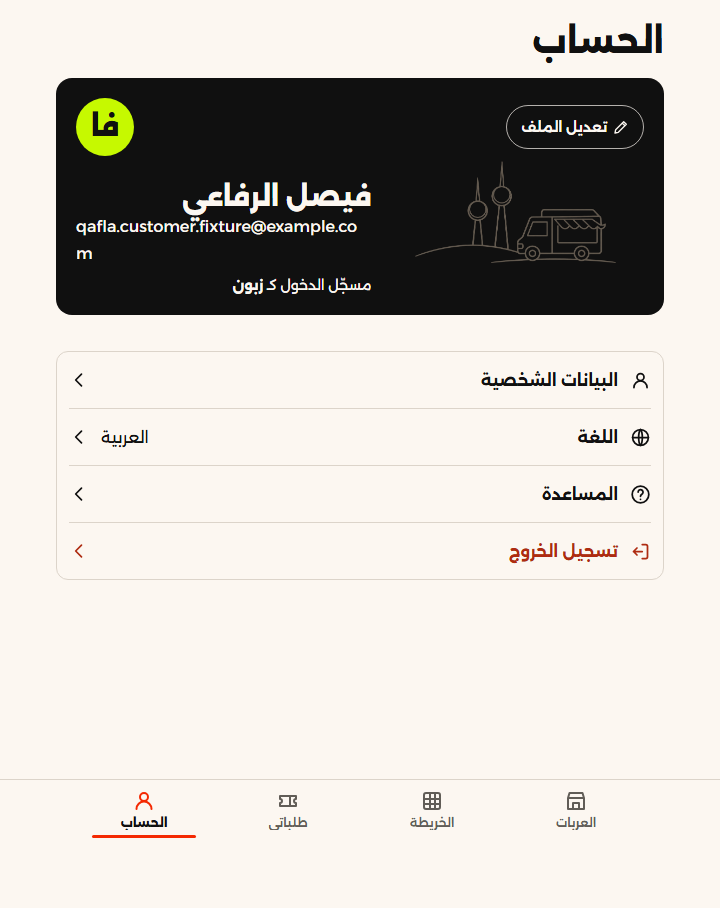 الحساب
تعديل الملف
فا
فيصل الرفاعي
qafla.customer.fixture@example.co
m
مسجّل الدخول كـ زبون
البيانات الشخصية
اللغة
العربية
المساعدة
تسجيل الخروج
العربات
الخريطة
طلباتي
الحساب